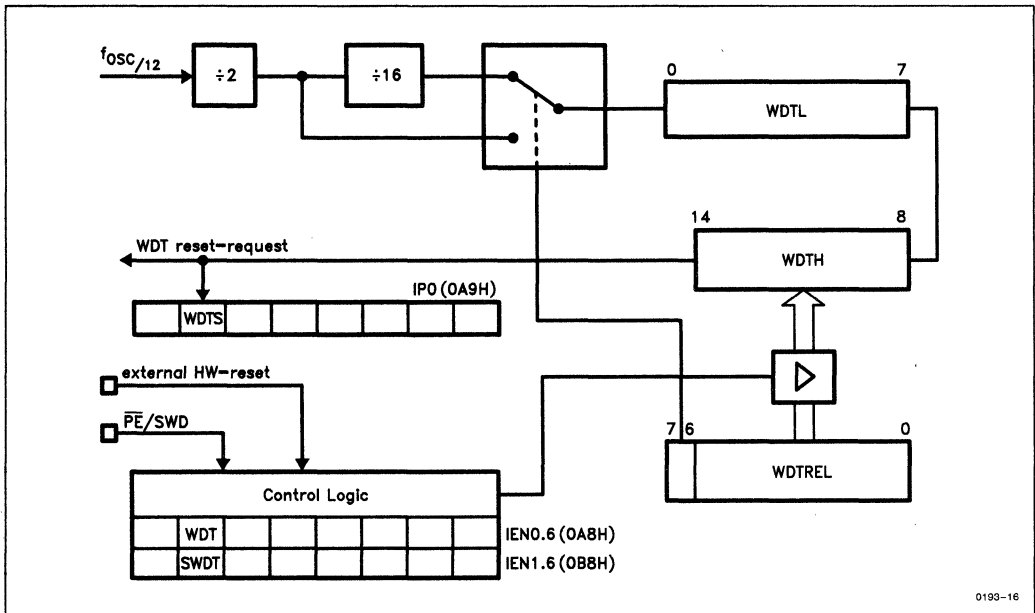 fOSC/12
÷2
÷16
0 7
WDTL
14 8
WDTH
WDT reset-request
IP0 (0A9H)
WDTS
external HW-reset
PE/SWD
7 6 0
WDTREL
Control Logic
WDT
IEN0.6 (0A8H)
SWDT
IEN1.6 (0B8H)
0193-16